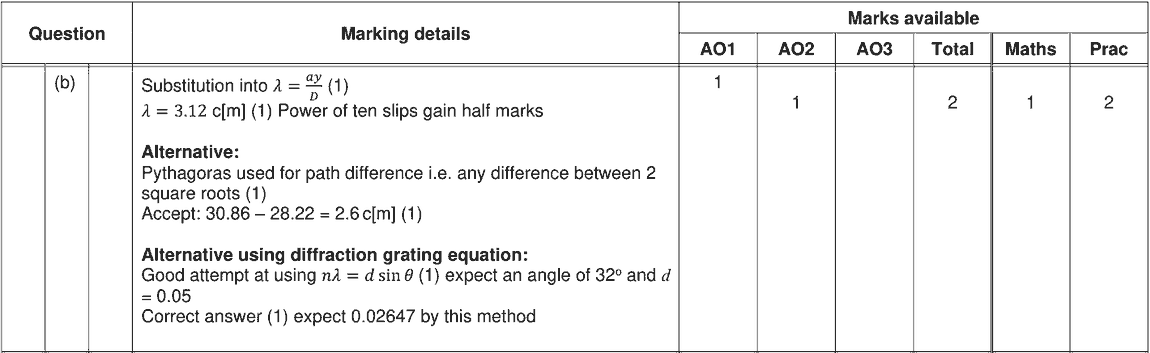 Question Marking details Marks available
AO1 AO2 AO3 Total Maths Prac
(b) Substitution into λ = ay/D (1) 1
λ = 3.12 c[m] (1) Power of ten slips gain half marks 1 2 1 2
Alternative:
Pythagoras used for path difference i.e. any difference between 2
square roots (1)
Accept: 30.86 – 28.22 = 2.6 c[m] (1)
Alternative using diffraction grating equation:
Good attempt at using nλ = d sin θ (1) expect an angle of 32º and d
= 0.05
Correct answer (1) expect 0.02647 by this method